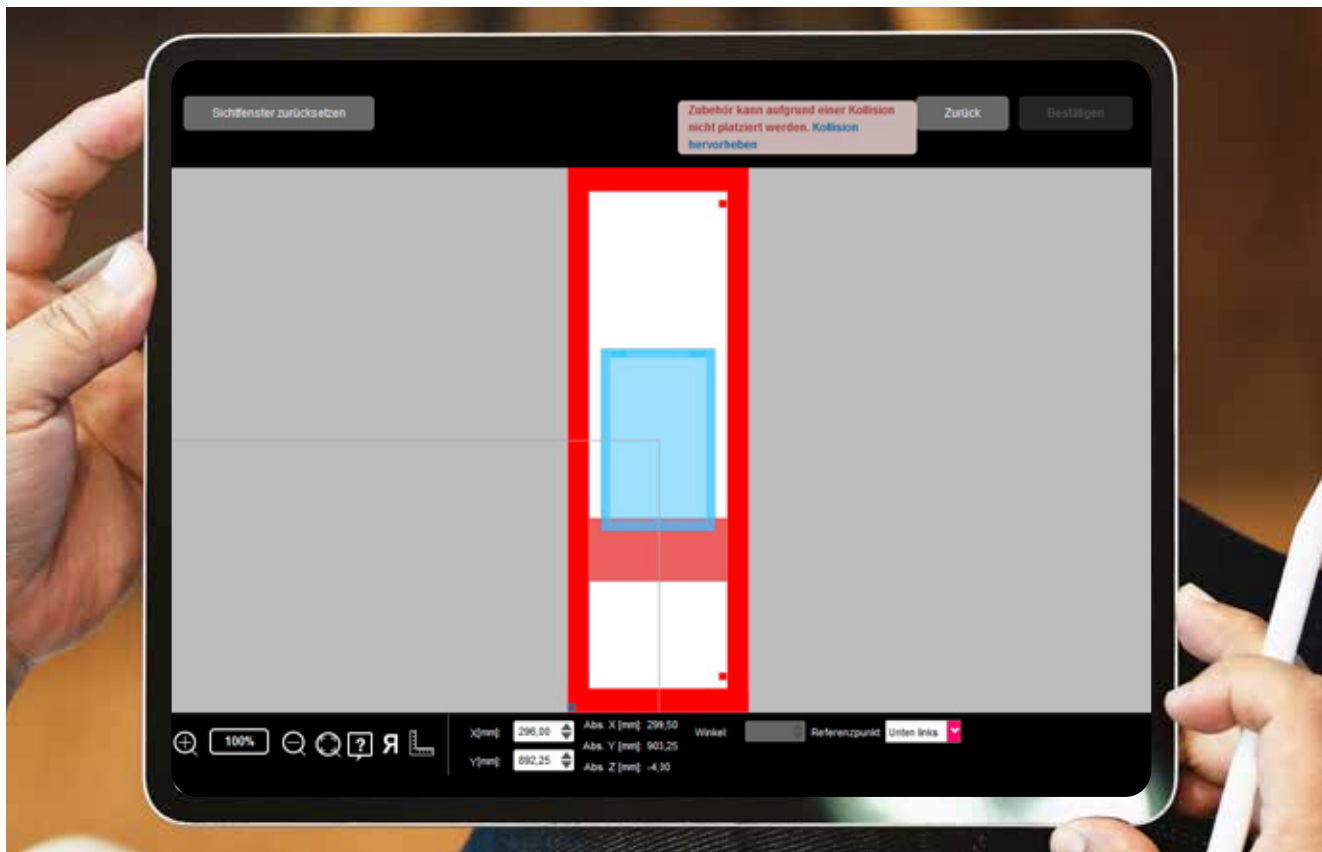 Sichtfenster zurücksetzen
Zubehör kann aufgrund einer Kollision
nicht platziert werden. Kollision
hervorheben
Zurück
Bestätigen
100%
?
Я
X[mm]: 296,00
Y[mm]: 892,25
Abs. X [mm]: 299,50
Abs. Y [mm]: 903,25
Abs. Z [mm]: -4,30
Winkel:
Referenzpunkt: Unten links